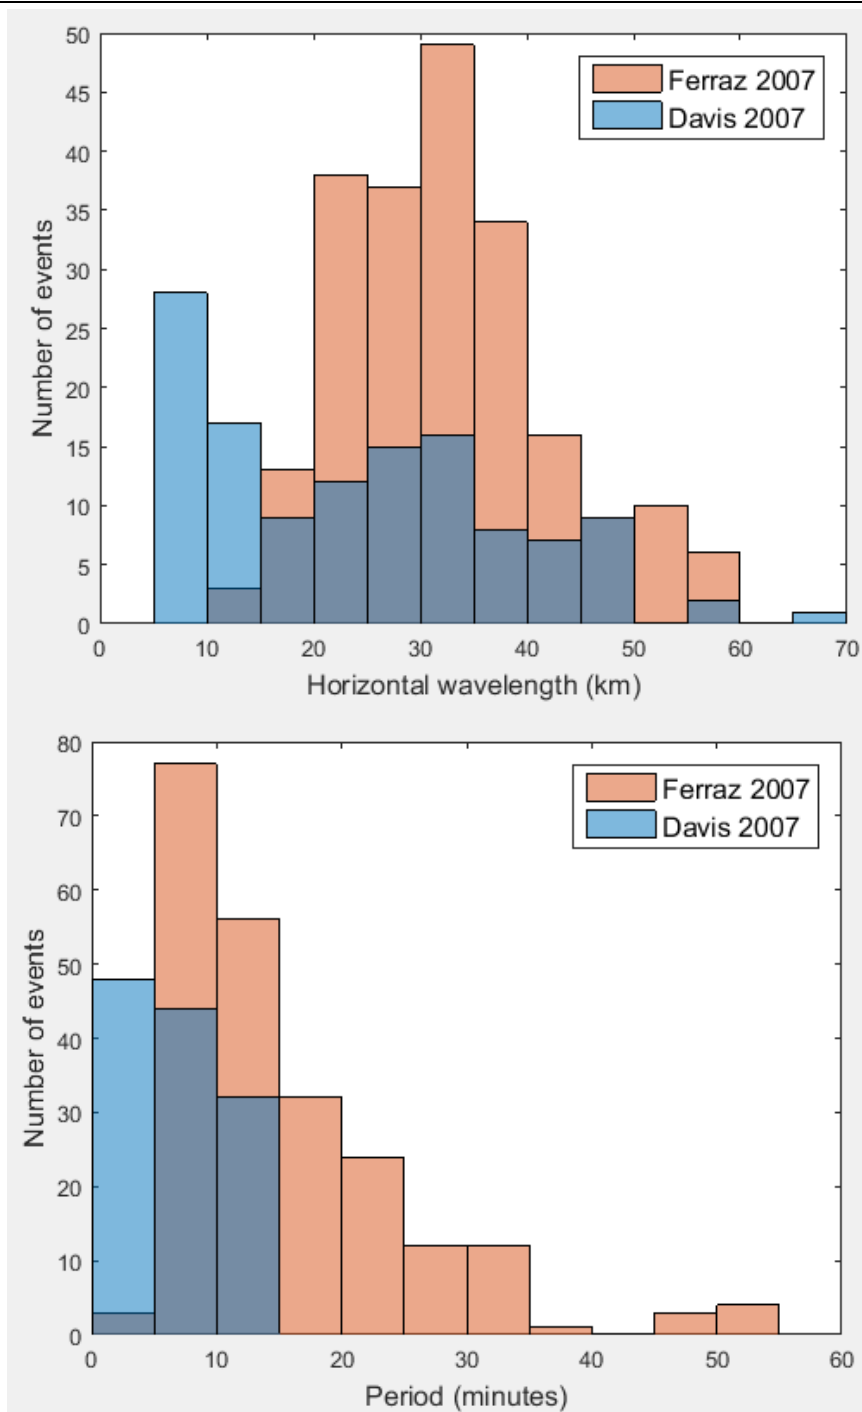 50
45
40
35
30
25
20
15
10
5
0
Number of events
Ferraz 2007
Davis 2007
0 10 20 30 40 50 60 70
Horizontal wavelength (km)
80
70
60
50
40
30
20
10
0
Number of events
Ferraz 2007
Davis 2007
0 10 20 30 40 50 60
Period (minutes)